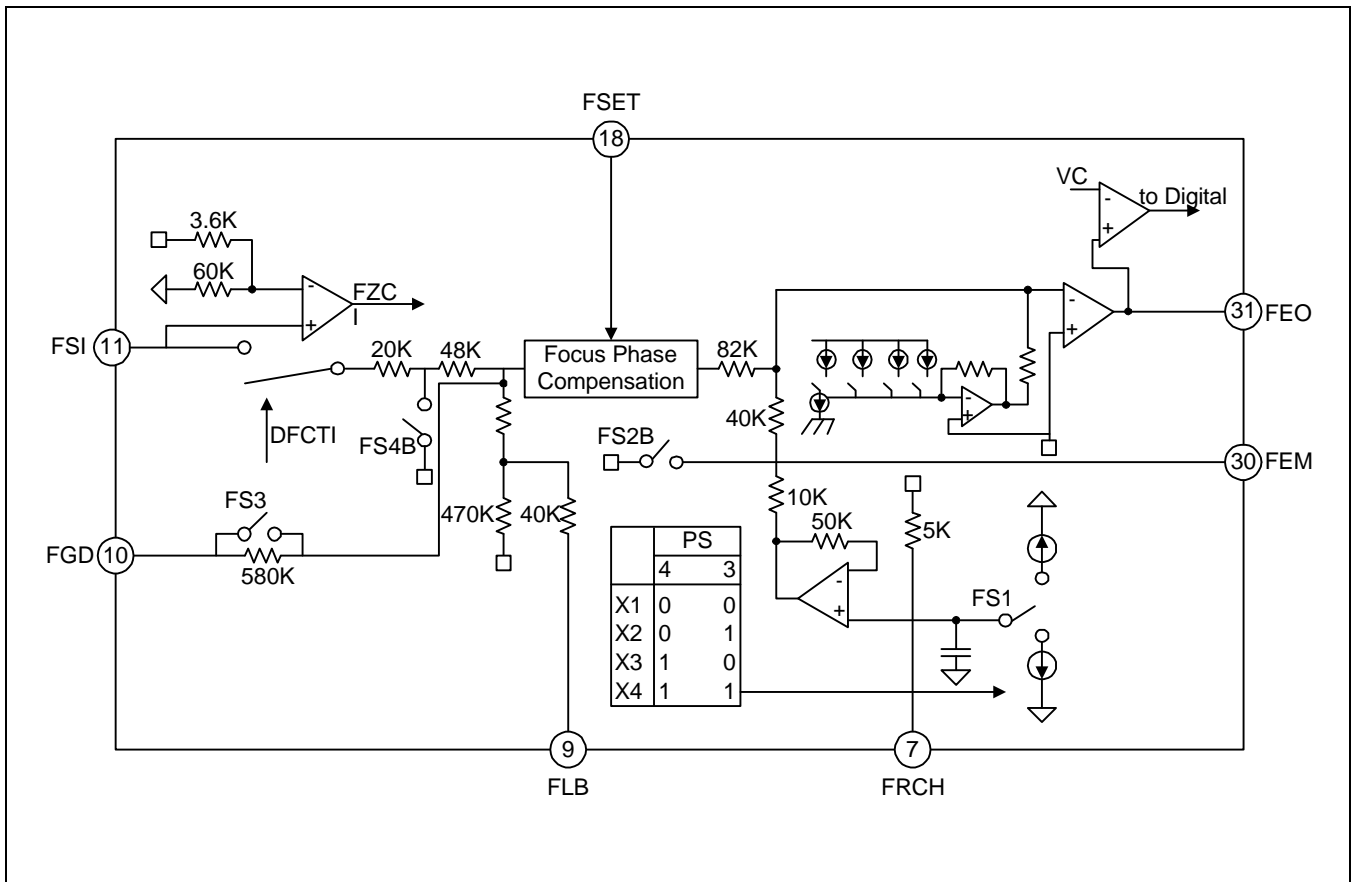 FSET
18
VC
to Digital
3.6K
60K
FZC
I
FSI
11
31
FEO
20K
48K
Focus Phase
Compensation
82K
DFCTI
FS4B
40K
FS2B
30
FEM
FS3
470K
40K
10K
50K
5K
FGD
10
580K
PS
4 3
X1 0 0
X2 0 1
X3 1 0
X4 1 1
FS1
9
7
FLB
FRCH